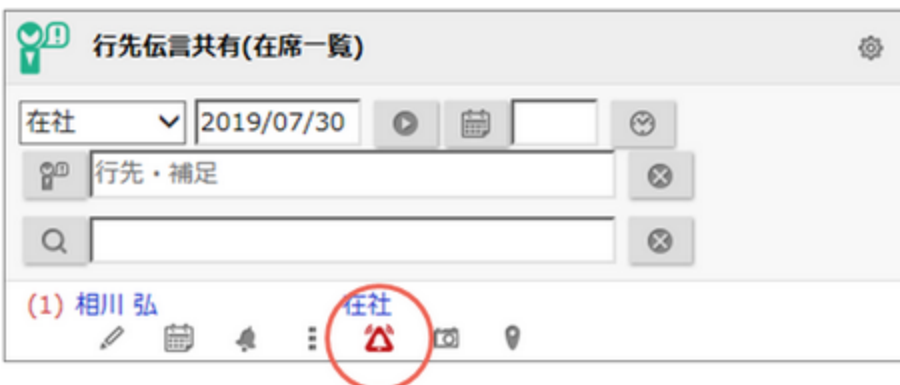 行先伝言共有(在席一覧)
在社 2019/07/30
行先・補足
(1) 相川 弘 在社